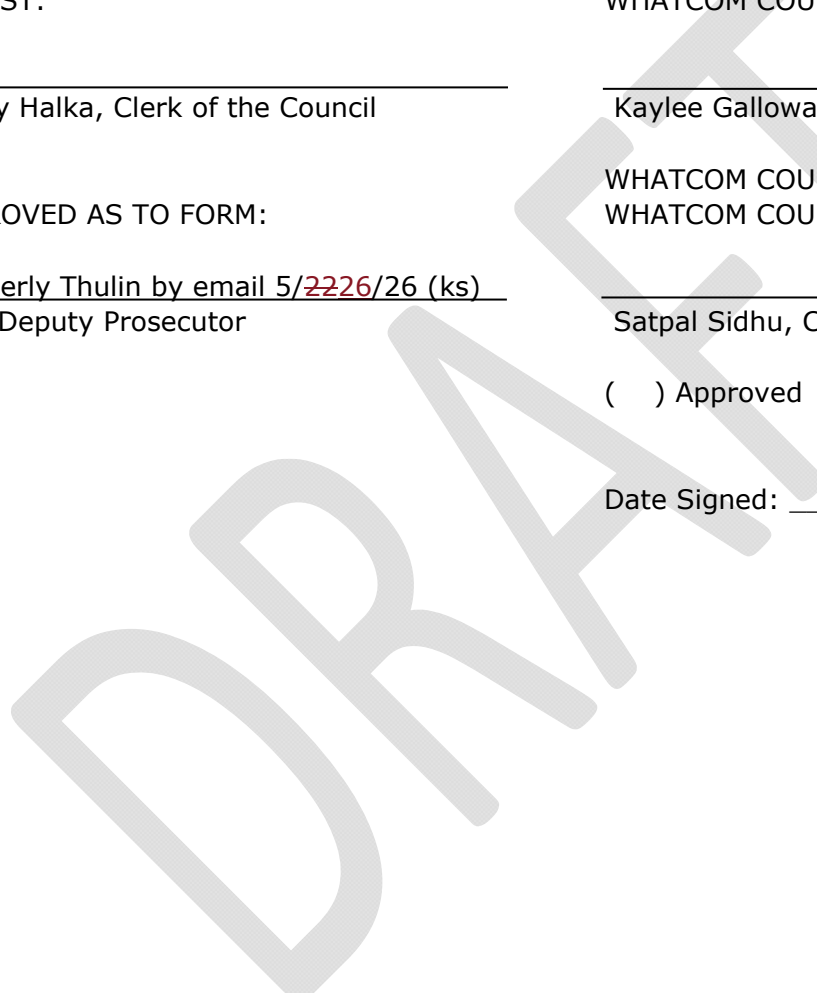 ST:
WHATCOM COU
y Halka, Clerk of the Council
Kaylee Gallowa
WHATCOM COU
OVED AS TO FORM:
WHATCOM COU
erly Thulin by email 5/2226/26 (ks)
Deputy Prosecutor
Satpal Sidhu, C
( ) Approved
Date Signed: __
DRAFT